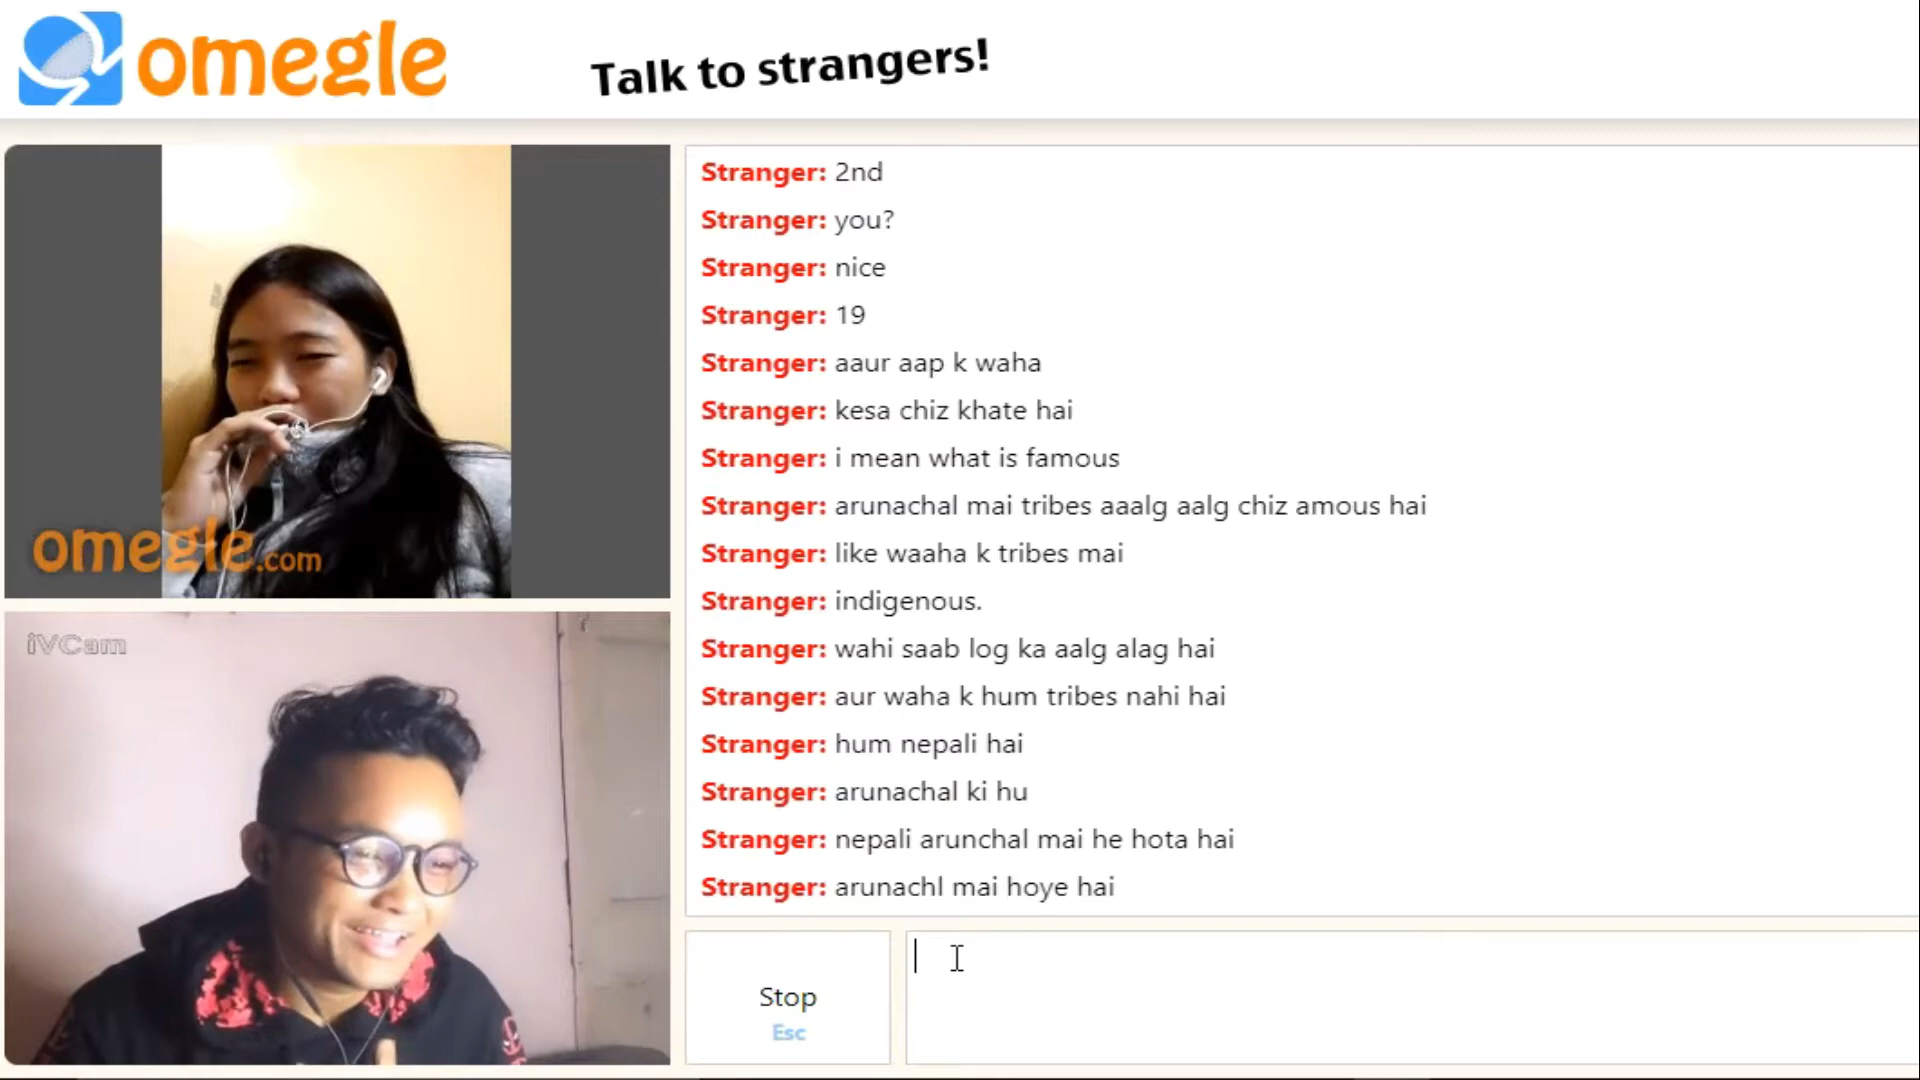 omegle
Talk to strangers!
omegle.com
iVCam
Stranger: 2nd
Stranger: you?
Stranger: nice
Stranger: 19
Stranger: aaur aap k waha
Stranger: kesa chiz khate hai
Stranger: i mean what is famous
Stranger: arunachal mai tribes aaalg aalg chiz amous hai
Stranger: like waaha k tribes mai
Stranger: indigenous.
Stranger: wahi saab log ka aalg alag hai
Stranger: aur waha k hum tribes nahi hai
Stranger: hum nepali hai
Stranger: arunachal ki hu
Stranger: nepali arunchal mai he hota hai
Stranger: arunachl mai hoye hai
Stop
Esc